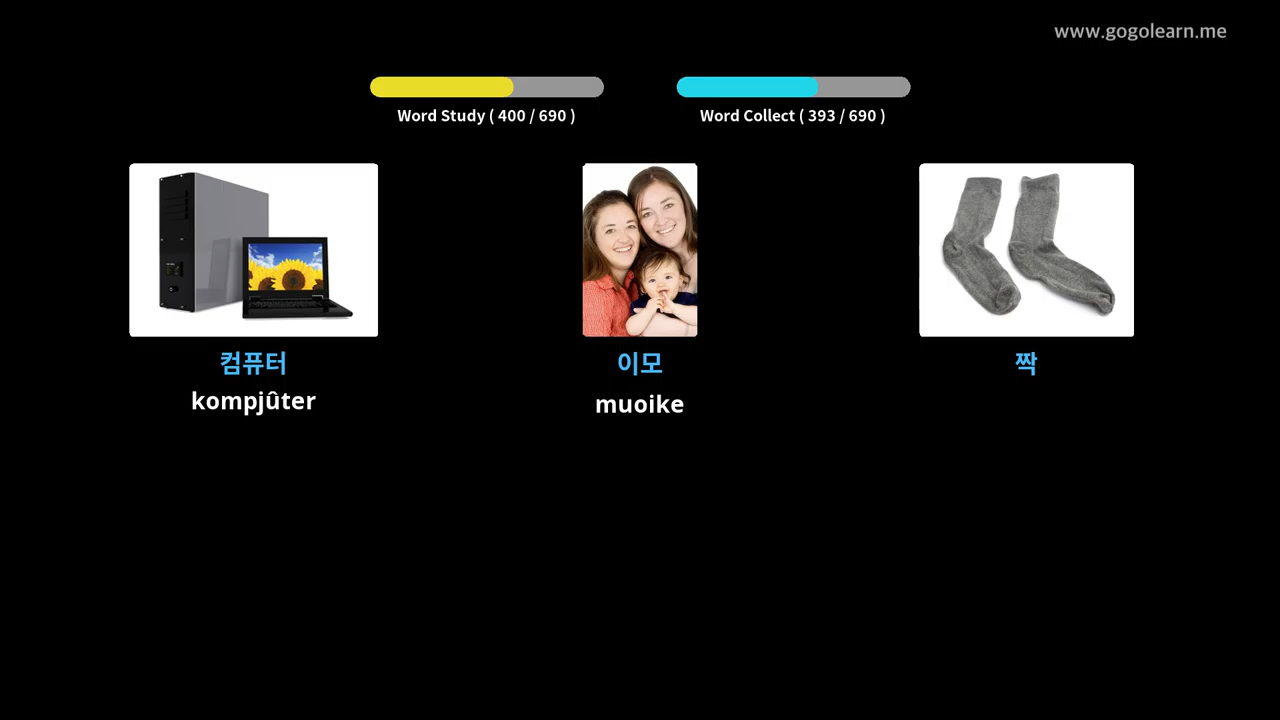 www.gogolearn.me
Word Study ( 400 / 690 )
Word Collect ( 393 / 690 )
컴퓨터
kompjûter
이모
muoike
짝